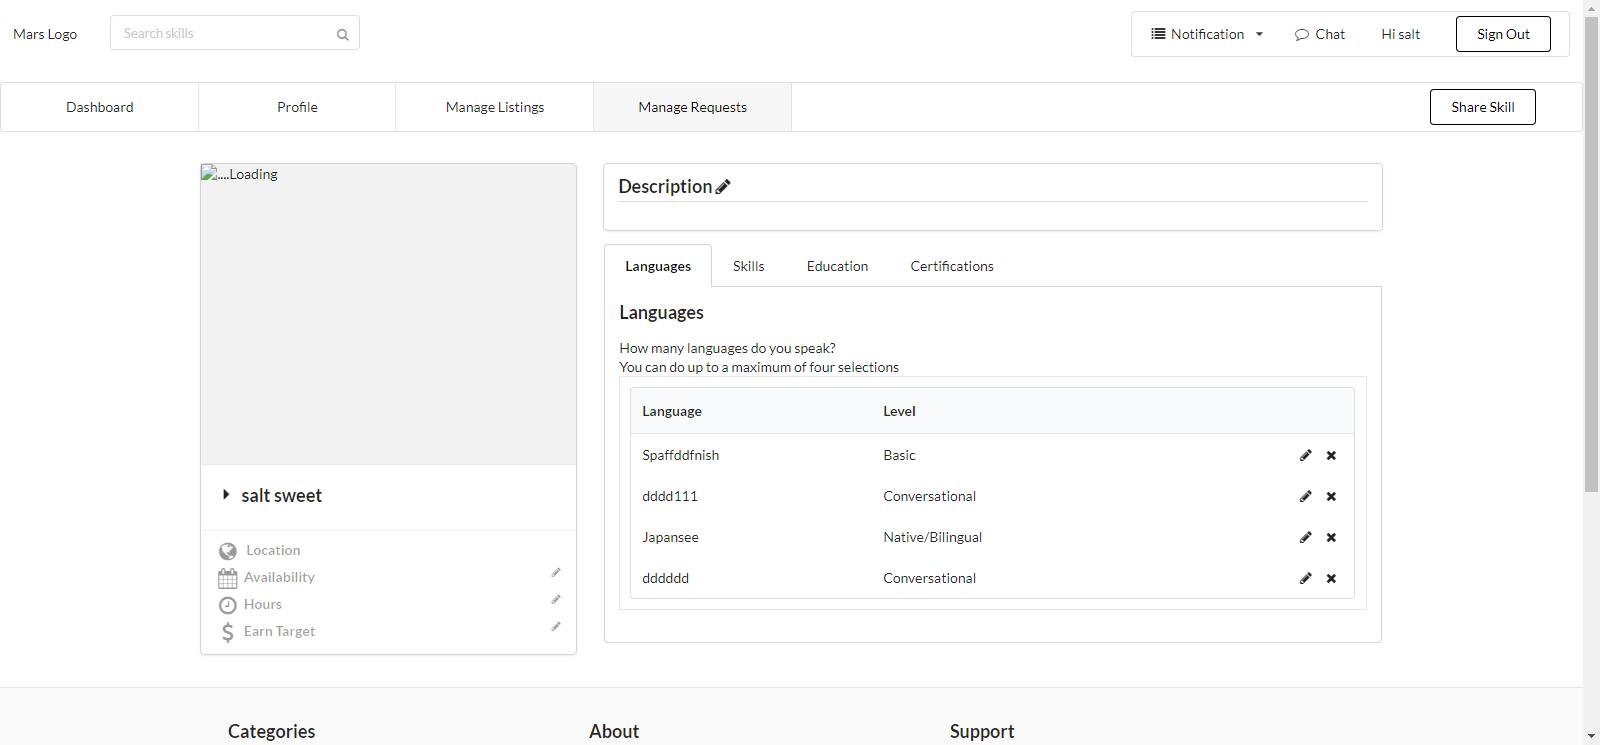 Mars Logo
Search skills
Notification
Chat
Hi salt
Sign Out
Dashboard
Profile
Manage Listings
Manage Requests
Share Skill
....Loading
salt sweet
Location
Availability
Hours
Earn Target
Description
Languages
Skills
Education
Certifications
Languages
How many languages do you speak?
You can do up to a maximum of four selections
Language Level
Spaffddfnish Basic
dddd111 Conversational
Japansee Native/Bilingual
dddddd Conversational
Categories
About
Support